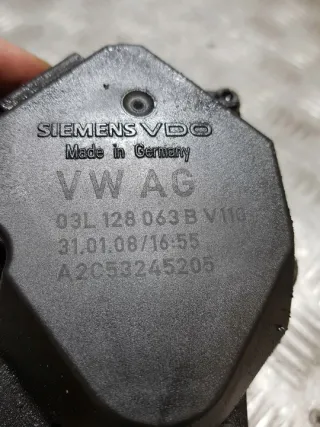 SIEMENS VDO
Made in Germany
VW AG
03L 128 063 B V110
31.01.08/16:55
A2C53245205